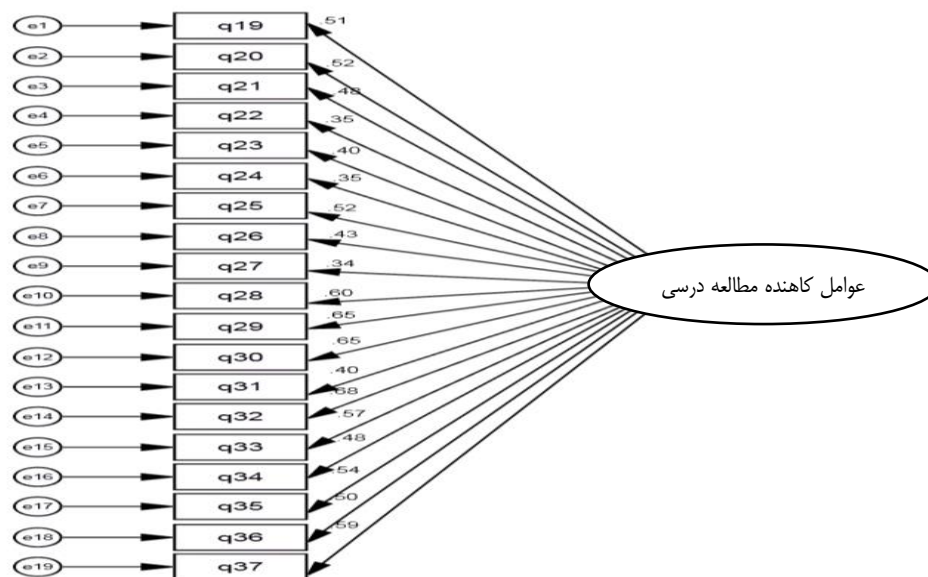 e1 q19 .51
e2 q20 .52
e3 q21 .48
e4 q22 .35
e5 q23 .40
e6 q24 .35
e7 q25 .52
e8 q26 .43
e9 q27 .34
e10 q28 .60
e11 q29 .65
e12 q30 .65
e13 q31 .40
e14 q32 .68
e15 q33 .57
e16 q34 .48
e17 q35 .54
e18 q36 .50
e19 q37 .59
عوامل کاهنده مطالعه درسی